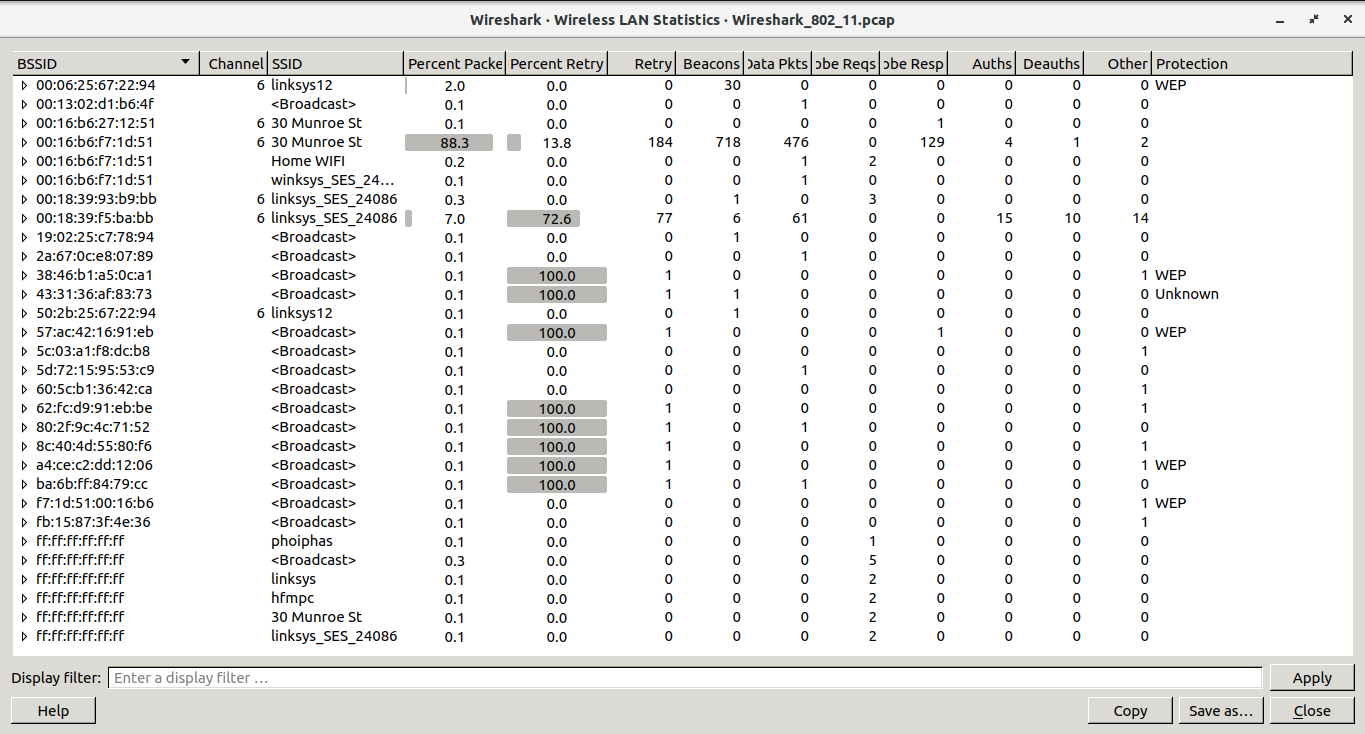 Wireshark · Wireless LAN Statistics · Wireshark_802_11.pcap
BSSID Channel SSID Percent Packe Percent Retry Retry Beacons Data Pkts obe Reqs obe Resp Auths Deauths Other Protection
00:06:25:67:22:94 6 linksys12 2.0 0.0 0 30 0 0 0 0 0 0 WEP
00:13:02:d1:b6:4f <Broadcast> 0.1 0.0 0 0 1 0 0 0 0 0
00:16:b6:27:12:51 6 30 Munroe St 0.1 0.0 0 0 0 0 1 0 0 0
00:16:b6:f7:1d:51 6 30 Munroe St 88.3 13.8 184 718 476 0 129 4 1 2
00:16:b6:f7:1d:51 Home WIFI 0.2 0.0 0 0 1 2 0 0 0 0
00:16:b6:f7:1d:51 winksys_SES_24… 0.1 0.0 0 0 1 0 0 0 0 0
00:18:39:93:b9:bb 6 linksys_SES_24086 0.3 0.0 0 1 0 3 0 0 0 0
00:18:39:f5:ba:bb 6 linksys_SES_24086 7.0 72.6 77 6 61 0 0 15 10 14
19:02:25:c7:78:94 <Broadcast> 0.1 0.0 0 1 0 0 0 0 0 0
2a:67:0c:e8:07:89 <Broadcast> 0.1 0.0 0 0 1 0 0 0 0 0
38:46:b1:a5:0c:a1 <Broadcast> 0.1 100.0 1 0 0 0 0 0 0 1 WEP
43:31:36:af:83:73 <Broadcast> 0.1 100.0 1 1 0 0 0 0 0 0 Unknown
50:2b:25:67:22:94 6 linksys12 0.1 0.0 0 1 0 0 0 0 0 0
57:ac:42:16:91:eb <Broadcast> 0.1 100.0 1 0 0 0 1 0 0 0 WEP
5c:03:a1:f8:dc:b8 <Broadcast> 0.1 0.0 0 0 0 0 0 0 0 1
5d:72:15:95:53:c9 <Broadcast> 0.1 0.0 0 0 1 0 0 0 0 0
60:5c:b1:36:42:ca <Broadcast> 0.1 0.0 0 0 0 0 0 0 0 1
62:fc:d9:91:eb:be <Broadcast> 0.1 100.0 1 0 0 0 0 0 0 1
80:2f:9c:4c:71:52 <Broadcast> 0.1 100.0 1 0 1 0 0 0 0 0
8c:40:4d:55:80:f6 <Broadcast> 0.1 100.0 1 0 0 0 0 0 0 1
a4:ce:c2:dd:12:06 <Broadcast> 0.1 100.0 1 0 0 0 0 0 0 1 WEP
ba:6b:ff:84:79:cc <Broadcast> 0.1 100.0 1 0 1 0 0 0 0 0
f7:1d:51:00:16:b6 <Broadcast> 0.1 0.0 0 0 0 0 0 0 0 1 WEP
fb:15:87:3f:4e:36 <Broadcast> 0.1 0.0 0 0 0 0 0 0 0 1
ff:ff:ff:ff:ff:ff phoiphas 0.1 0.0 0 0 0 1 0 0 0 0
ff:ff:ff:ff:ff:ff <Broadcast> 0.3 0.0 0 0 0 5 0 0 0 0
ff:ff:ff:ff:ff:ff linksys 0.1 0.0 0 0 0 2 0 0 0 0
ff:ff:ff:ff:ff:ff hfmpc 0.1 0.0 0 0 0 2 0 0 0 0
ff:ff:ff:ff:ff:ff 30 Munroe St 0.1 0.0 0 0 0 2 0 0 0 0
ff:ff:ff:ff:ff:ff linksys_SES_24086 0.1 0.0 0 0 0 2 0 0 0 0
Display filter: Enter a display filter … Apply
Help Copy Save as… Close